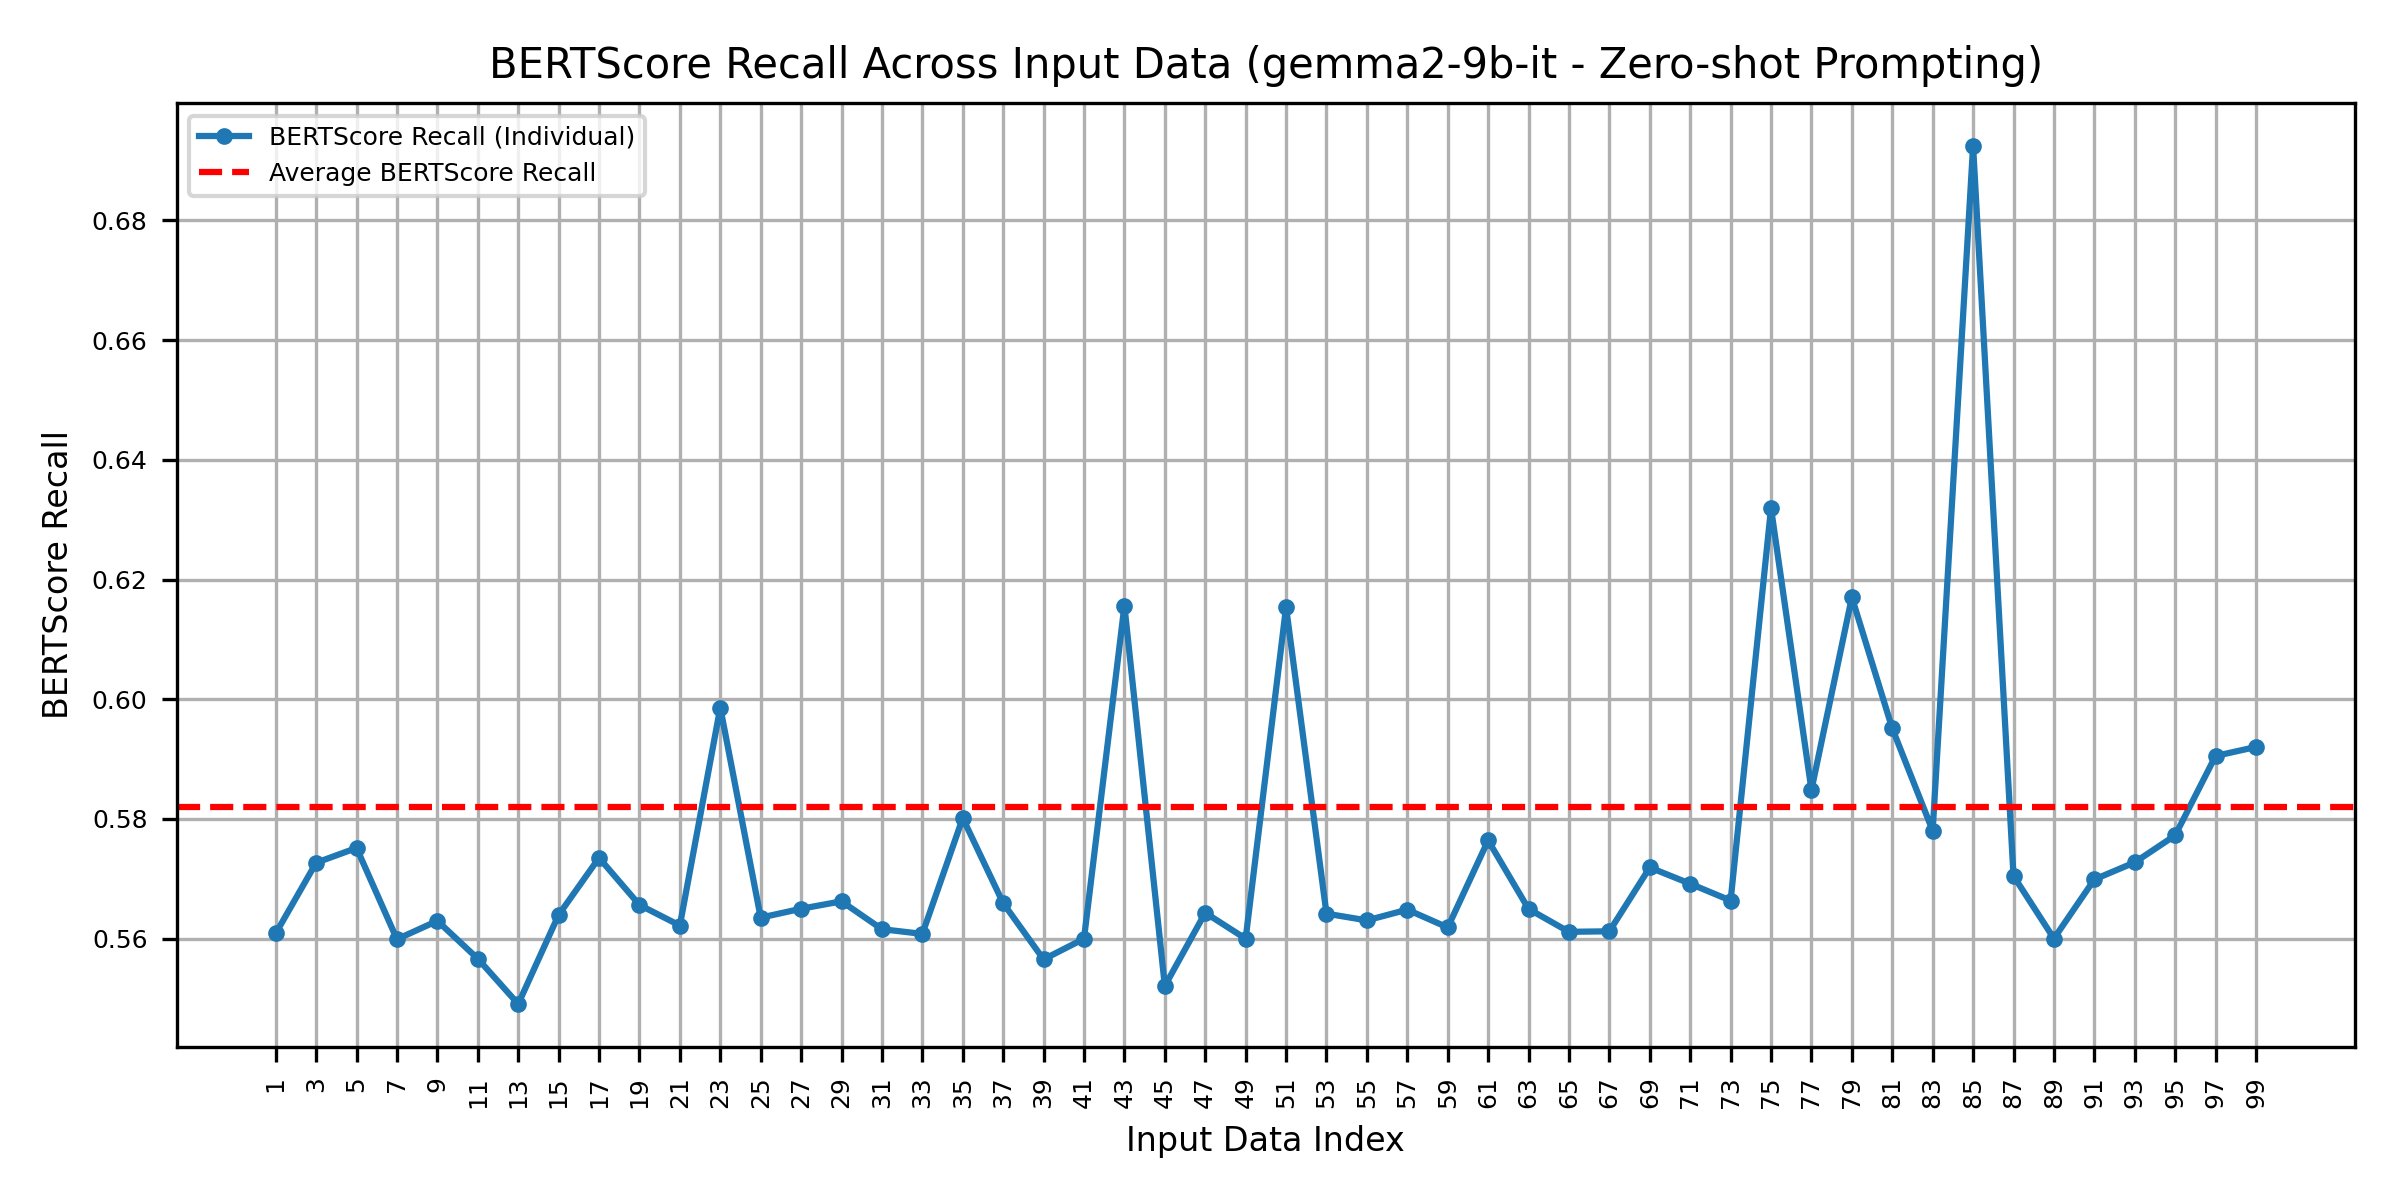 BERTScore Recall Across Input Data (gemma2-9b-it - Zero-shot Prompting)
BERTScore Recall (Individual)
Average BERTScore Recall
BERTScore Recall
0.68
0.66
0.64
0.62
0.60
0.58
0.56
1 3 5 7 9 11 13 15 17 19 21 23 25 27 29 31 33 35 37 39 41 43 45 47 49 51 53 55 57 59 61 63 65 67 69 71 73 75 77 79 81 83 85 87 89 91 93 95 97 99
Input Data Index